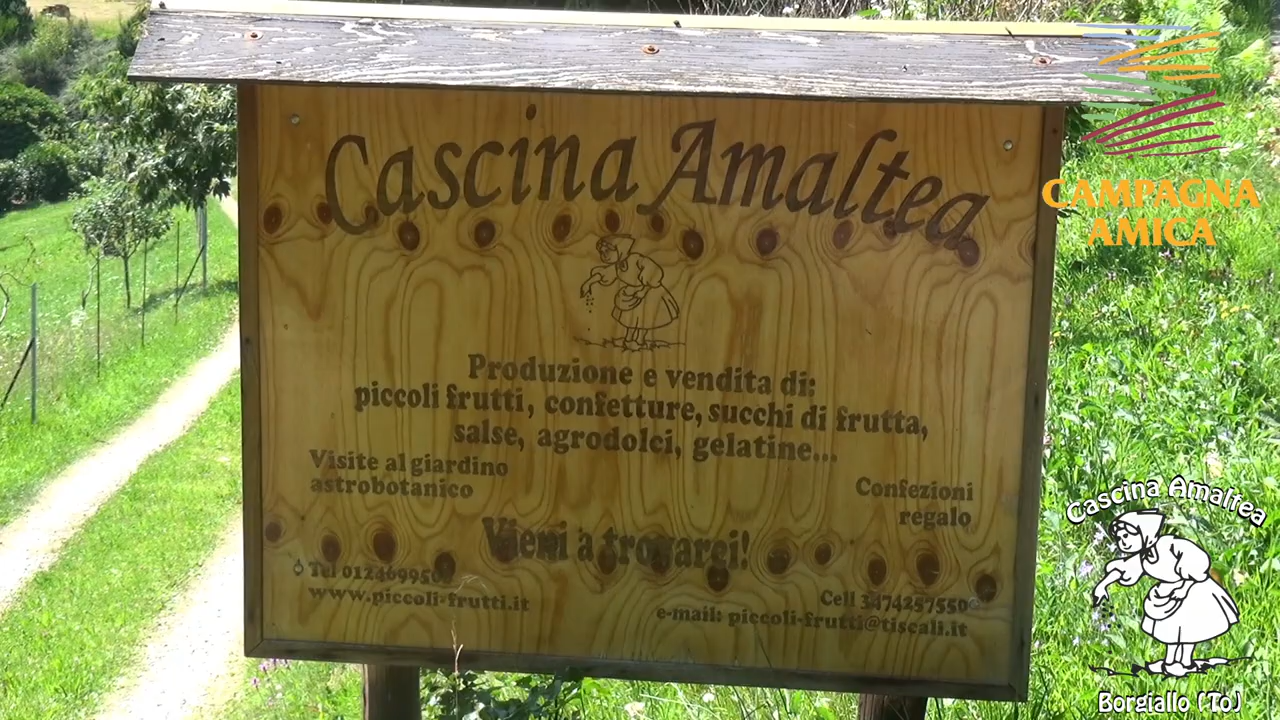 Cascina Amaltea
CAMPAGNA
AMICA
Produzione e vendita di:
piccoli frutti, confetture, succhi di frutta,
salse, agrodolci, gelatine...
Visite al giardino
astrobotanico
Confezioni
regalo
Vieni a trovarci!
Tel
www.piccoli-frutti.it
Cell 3474257550
e-mail: piccoli-frutti@tiscali.it
Cascina Amaltea
Borgiallo (To)